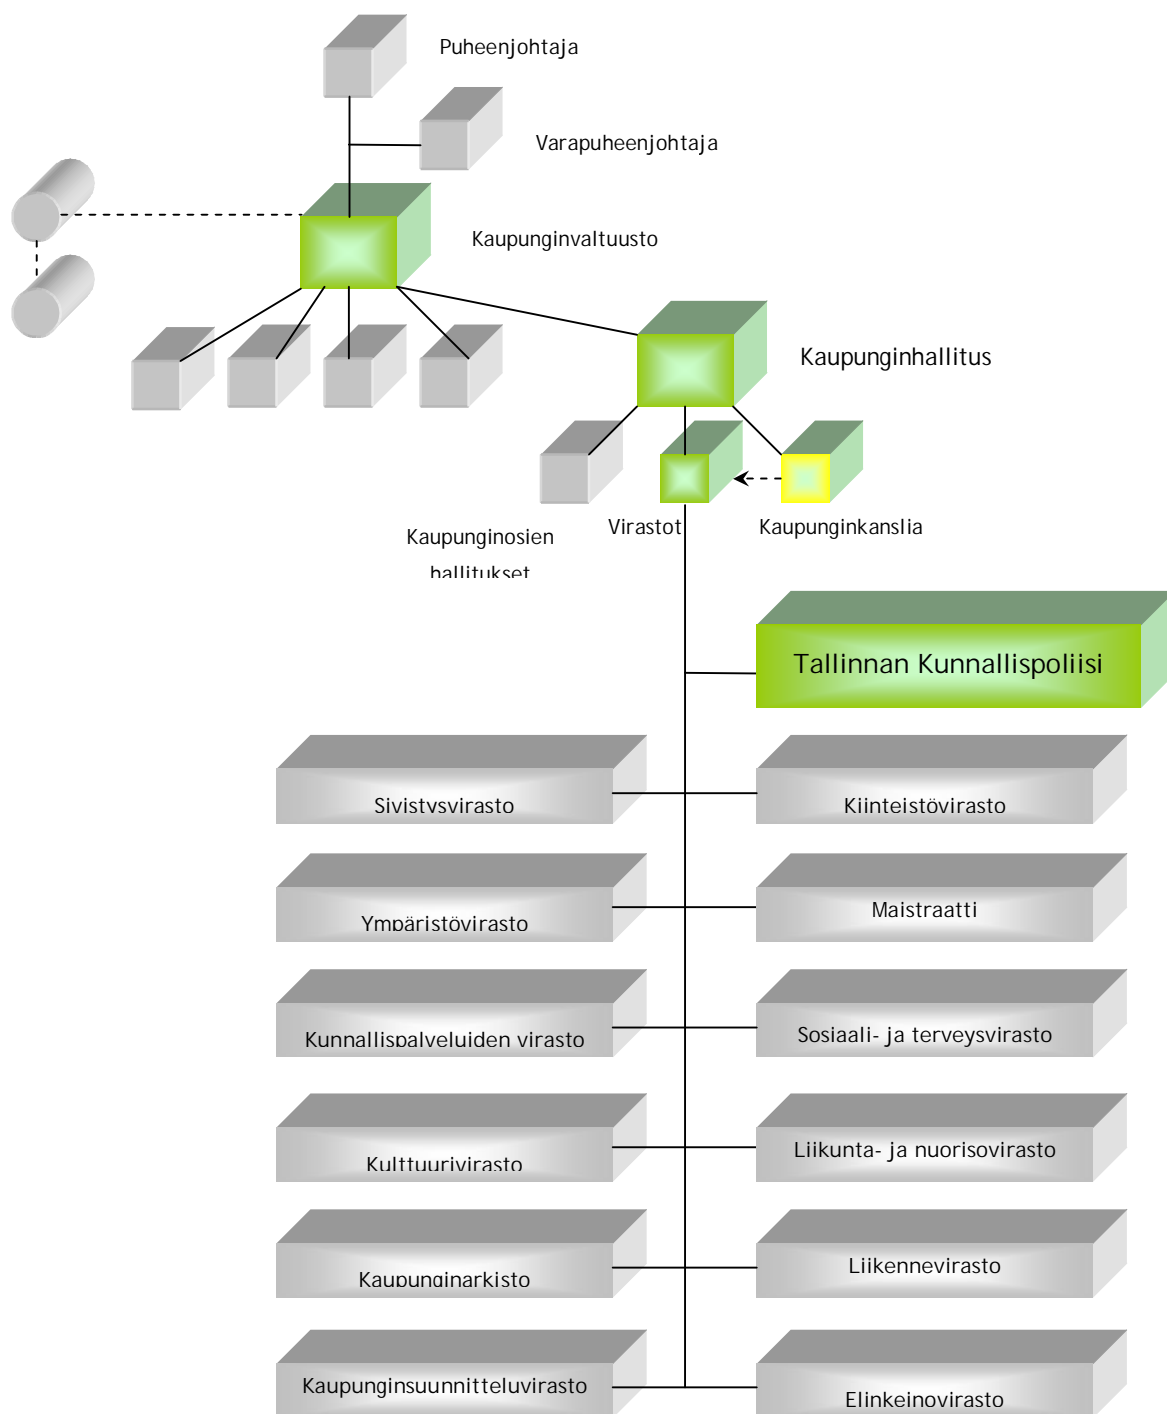 Puheenjohtaja
Varapuheenjohtaja
Kaupunginvaltuusto
Kaupunginhallitus
Kaupunginosien
hallitukset
Virastot
Kaupunginkanslia
Tallinnan Kunnallispoliisi
Sivistysvirasto
Kiinteistövirasto
Ympäristövirasto
Maistraatti
Kunnallispalveluiden virasto
Sosiaali- ja terveysvirasto
Kulttuurivirasto
Liikunta- ja nuorisovirasto
Kaupunginarkisto
Liikennevirasto
Kaupunginsuunnitteluvirasto
Elinkeinovirasto